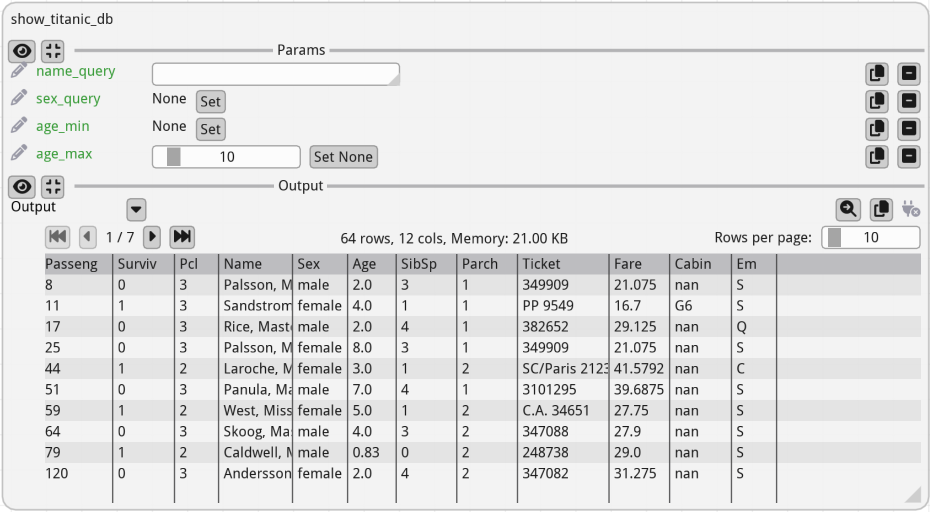 show_titanic_db
Params
name_query
sex_query None Set
age_min None Set
age_max 10 Set None
Output
Output
1 / 7 64 rows, 12 cols, Memory: 21.00 KB Rows per page: 10
Passeng Surviv Pcl Name Sex Age SibSp Parch Ticket Fare Cabin Em
8 0 3 Palsson, M male 2.0 3 1 349909 21.075 nan S
11 1 3 Sandstrom female 4.0 1 1 PP 9549 16.7 G6 S
17 0 3 Rice, Mast male 2.0 4 1 382652 29.125 nan Q
25 0 3 Palsson, M female 8.0 3 1 349909 21.075 nan S
44 1 2 Laroche, M female 3.0 1 2 SC/Paris 2123 41.5792 nan C
51 0 3 Panula, Ma male 7.0 4 1 3101295 39.6875 nan S
59 1 2 West, Miss female 5.0 1 2 C.A. 34651 27.75 nan S
64 0 3 Skoog, Ma male 4.0 3 2 347088 27.9 nan S
79 1 2 Caldwell, M male 0.83 0 2 248738 29.0 nan S
120 0 3 Andersson female 2.0 4 2 347082 31.275 nan S